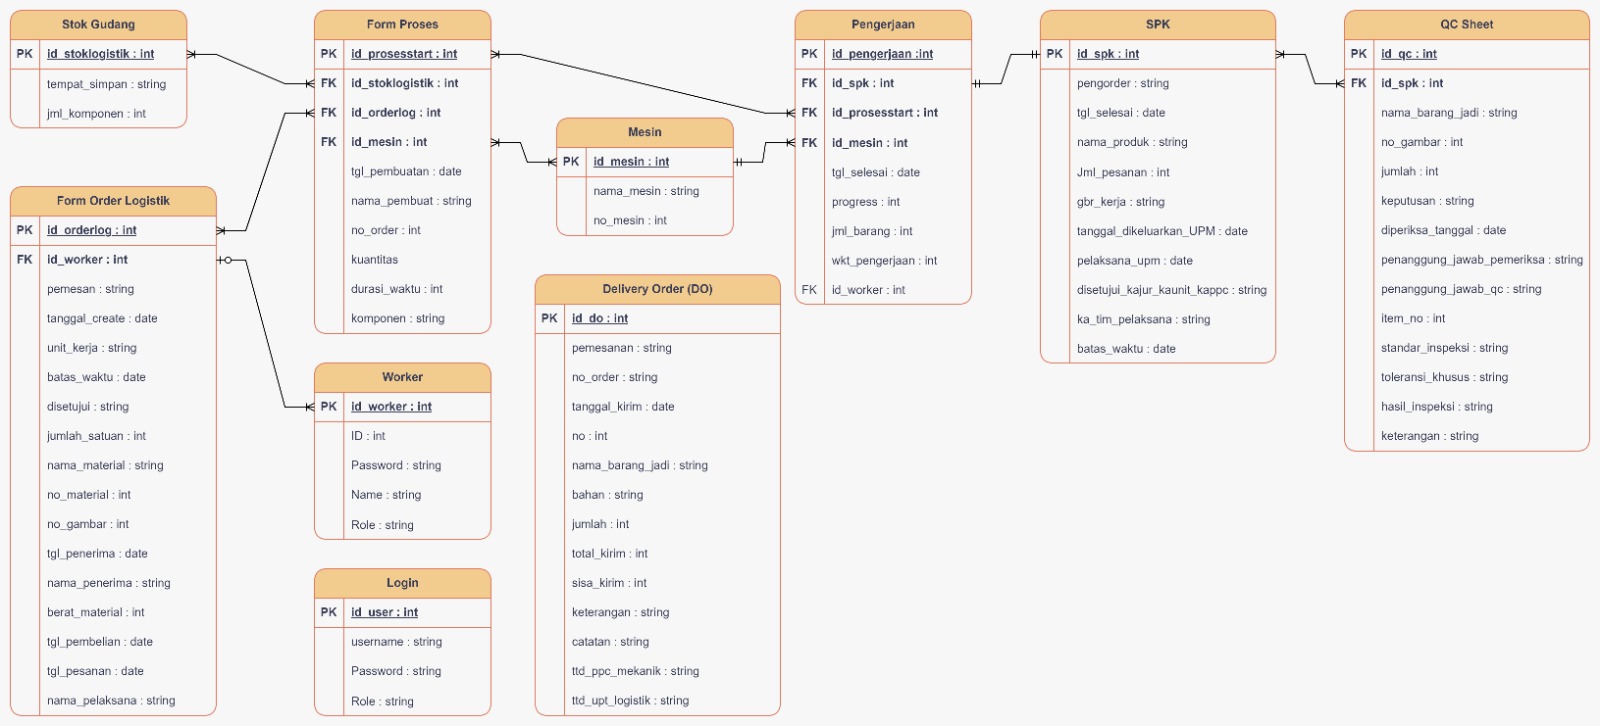 Stok Gudang
PK id_stoklogistik : int
tempat_simpan : string
jml_komponen : int
Form Order Logistik
PK id_orderlog : int
FK id_worker : int
pemesan : string
tanggal_create : date
unit_kerja : string
batas_waktu : date
disetujui : string
jumlah_satuan : int
nama_material : string
no_material : int
no_gambar : int
tgl_penerima : date
nama_penerima : string
berat_material : int
tgl_pembelian : date
tgl_pesanan : date
nama_pelaksana : string
Form Proses
PK id_prosesstart : int
FK id_stoklogistik : int
FK id_orderlog : int
FK id_mesin : int
tgl_pembuatan : date
nama_pembuat : string
no_order : int
kuantitas
durasi_waktu : int
komponen : string
Worker
PK id_worker : int
ID : int
Password : string
Name : string
Role : string
Login
PK id_user : int
username : string
Password : string
Role : string
Mesin
PK id_mesin : int
nama_mesin : string
no_mesin : int
Delivery Order (DO)
PK id_do : int
pemesanan : string
no_order : string
tanggal_kirim : date
no : int
nama_barang_jadi : string
bahan : string
jumlah : int
total_kirim : int
sisa_kirim : int
keterangan : string
catatan : string
ttd_ppc_mekanik : string
ttd_upt_logistik : string
Pengerjaan
PK id_pengerjaan :int
FK id_spk : int
FK id_prosesstart : int
FK id_mesin : int
tgl_selesai : date
progress : int
jml_barang : int
wkt_pengerjaan : int
FK id_worker : int
SPK
PK id_spk : int
pengorder : string
tgl_selesai : date
nama_produk : string
Jml_pesanan : int
gbr_kerja : string
tanggal_dikeluarkan_UPM : date
pelaksana_upm : date
disetujui_kajur_kaunit_kappc : string
ka_tim_pelaksana : string
batas_waktu : date
QC Sheet
PK id_qc : int
FK id_spk : int
nama_barang_jadi : string
no_gambar : int
jumlah : int
keputusan : string
diperiksa_tanggal : date
penanggung_jawab_pemeriksa : string
penanggung_jawab_qc : string
item_no : int
standar_inspeksi : string
toleransi_khusus : string
hasil_inspeksi : string
keterangan : string